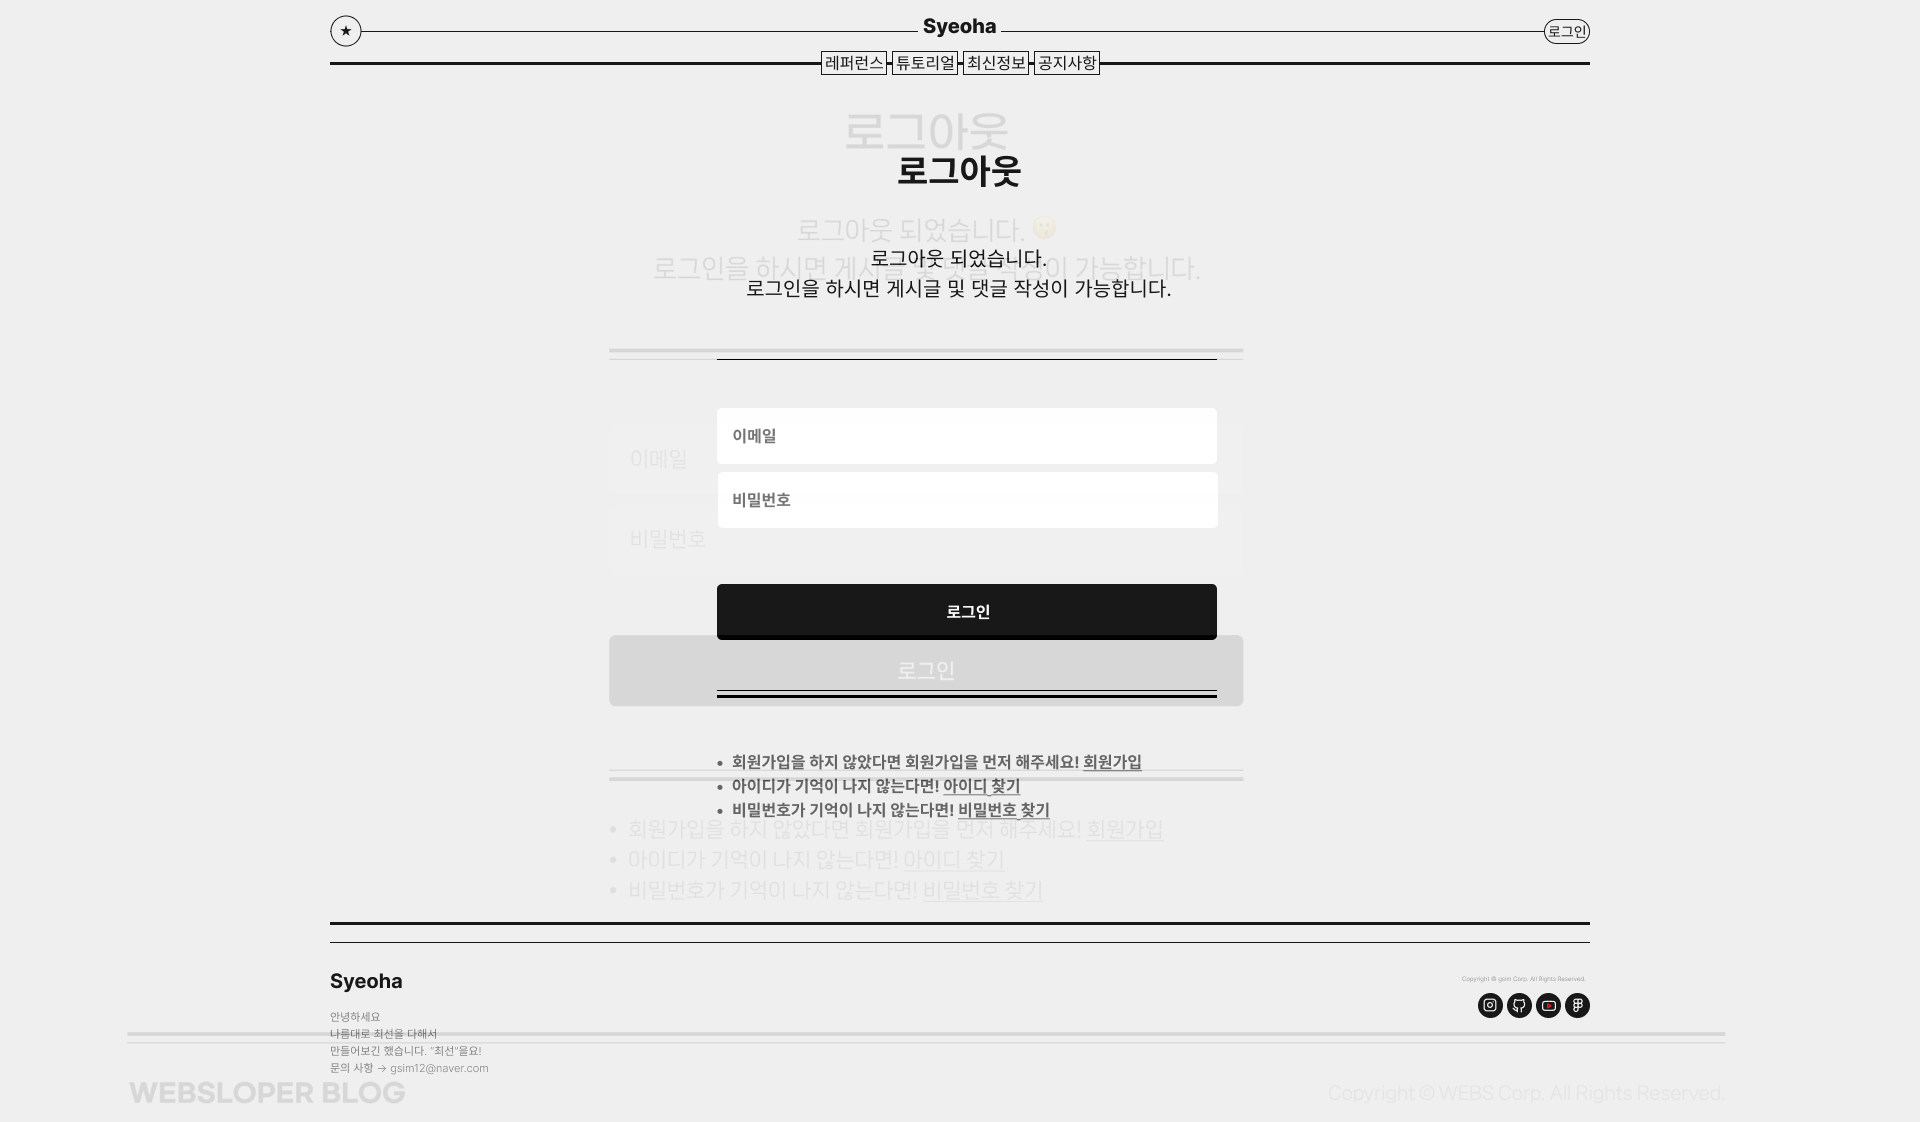 ★
Syeoha
로그인
레퍼런스 튜토리얼 최신정보 공지사항
로그아웃
로그아웃
로그아웃 되었습니다.
로그인을 하시면 게시글 및 댓글 작성이 가능합니다.
로그아웃 되었습니다.
로그인을 하시면 게시글 및 댓글 작성이 가능합니다.
이메일
이메일
비밀번호
비밀번호
로그인
로그인
• 회원가입을 하지 않았다면 회원가입을 먼저 해주세요! 회원가입
• 아이디가 기억이 나지 않는다면! 아이디 찾기
• 비밀번호가 기억이 나지 않는다면! 비밀번호 찾기
• 회원가입을 하지 않았다면 회원가입을 먼저 해주세요! 회원가입
• 아이디가 기억이 나지 않는다면! 아이디 찾기
• 비밀번호가 기억이 나지 않는다면! 비밀번호 찾기
Syeoha
Copyright © gsim Corp. All Rights Reserved.
안녕하세요
나름대로 최선을 다해서
만들어보긴 했습니다. "최선"을요!
문의 사항 → gsim12@naver.com
WEBSLOPER BLOG
Copyright © WEBS Corp. All Rights Reserved.